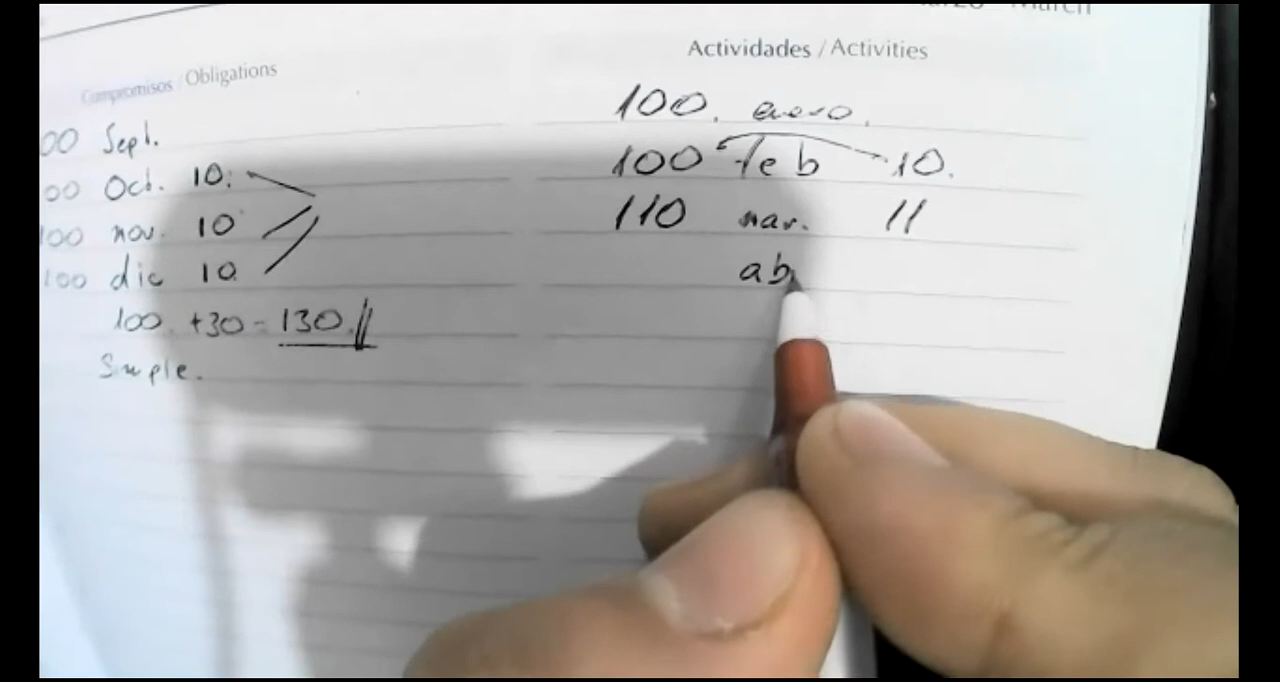 March
Compromisos / Obligations
00 Sept.
00 Oct. 10.
100 nov. 10
100 dic 10
100 +30 = 130
Simple.
Actividades / Activities
100. enero.
100 feb 10.
110 mar. 11
ab